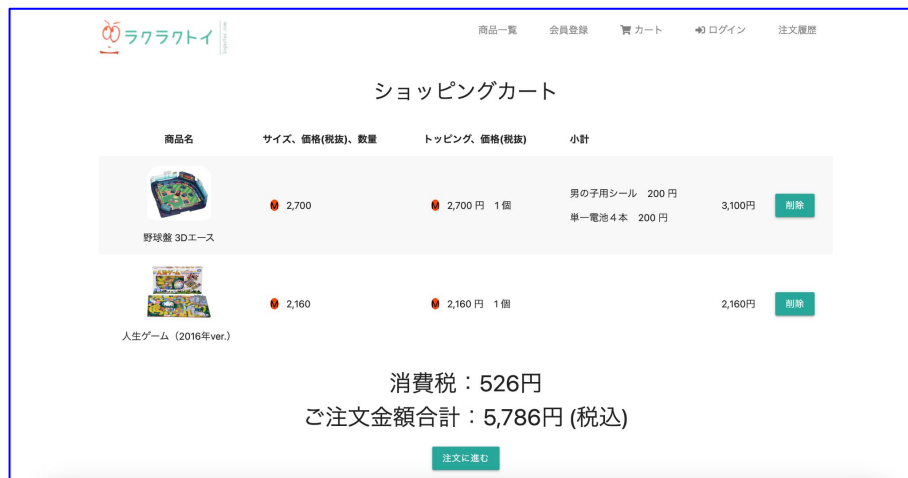 ラクラクトイ
商品一覧 会員登録 カート ログイン 注文履歴
ショッピングカート
商品名 サイズ、価格(税抜)、数量 トッピング、価格(税抜) 小計
M 2,700 M 2,700 円 1 個 男の子用シール 200 円
単一電池４本 200 円 3,100円 削除
野球盤 3Dエース
M 2,160 M 2,160 円 1 個 2,160円 削除
人生ゲーム（2016年ver.）
消費税：526円
ご注文金額合計：5,786円 (税込)
注文に進む